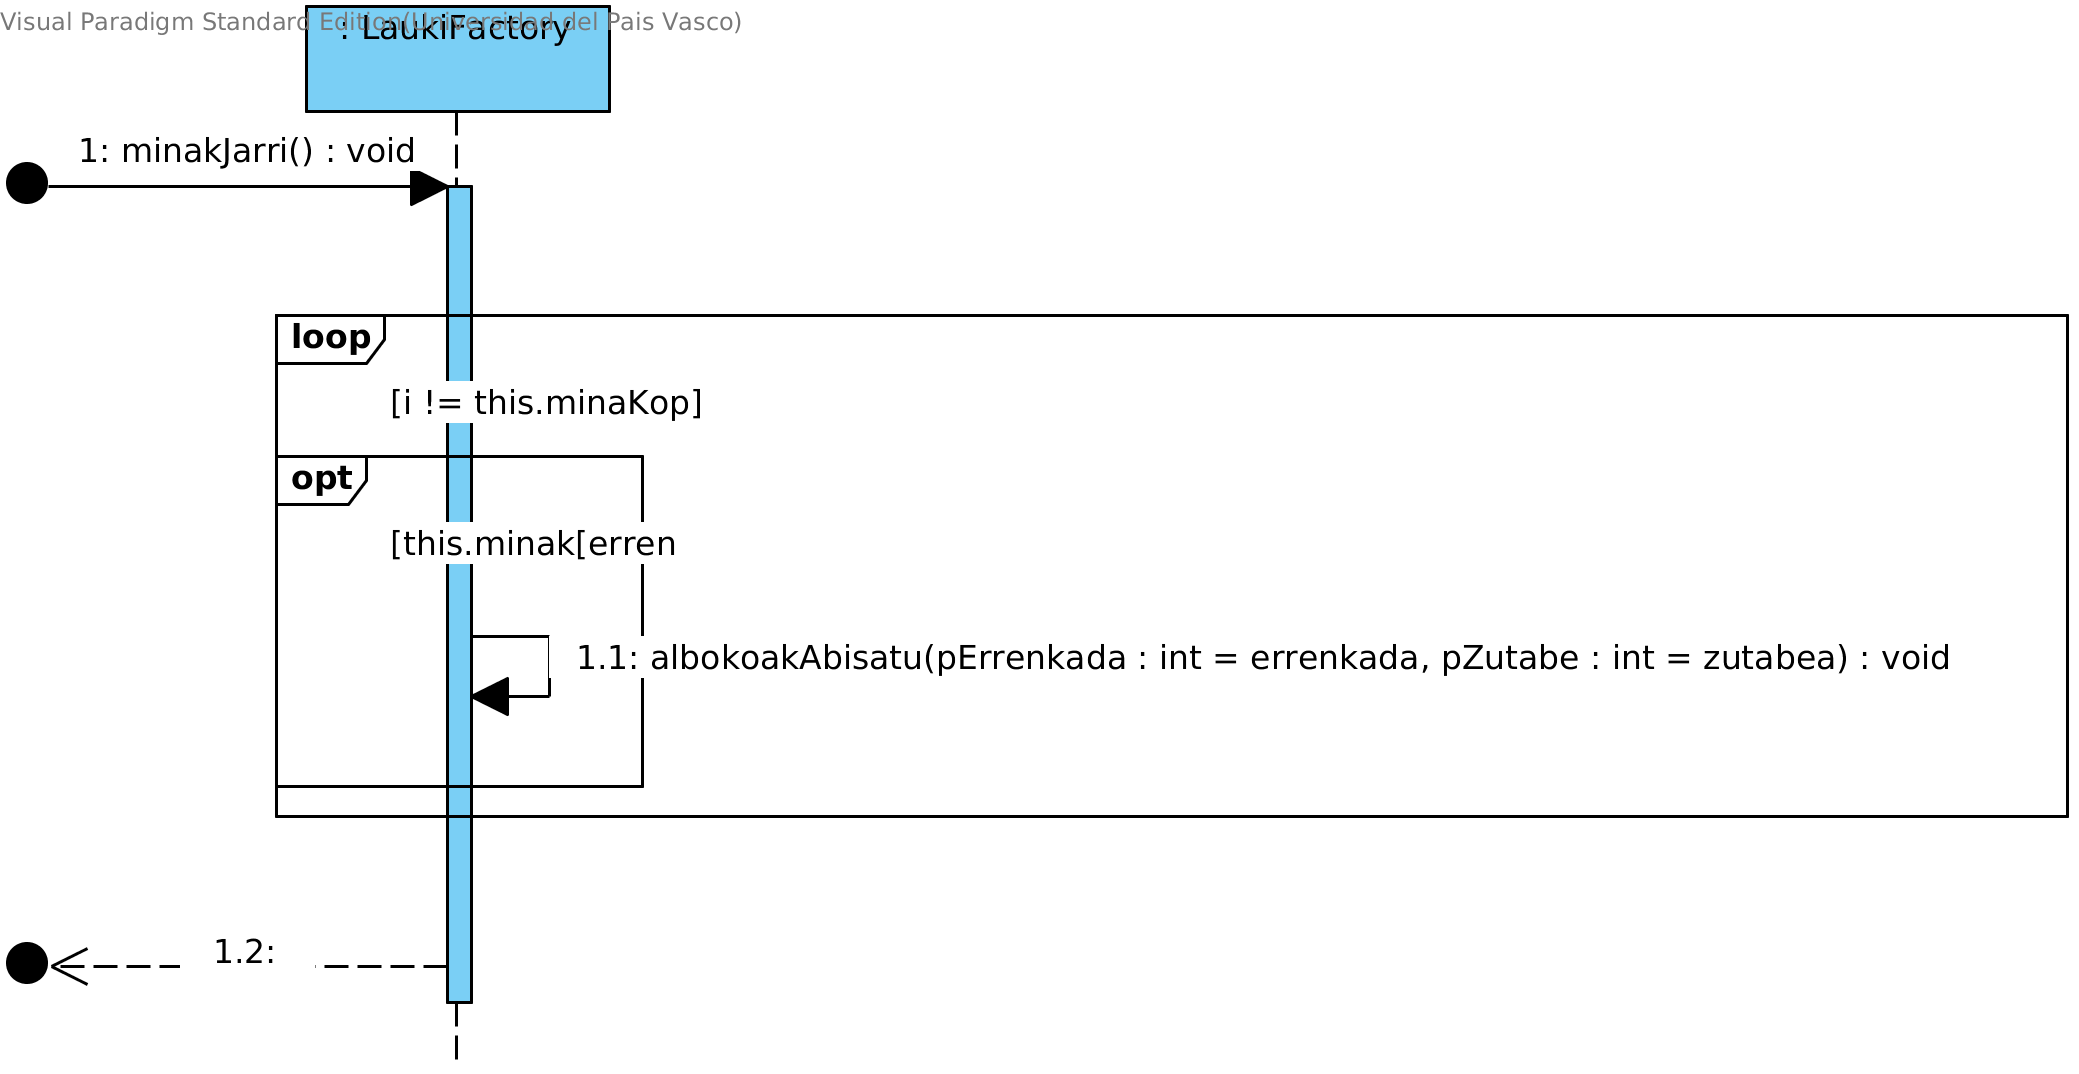 Visual Paradigm Standard Edition(Universidad del Pais Vasco)
: LaukiFactory
1: minakJarri() : void
loop
[i != this.minaKop]
opt
[this.minak[erren
1.1: albokoakAbisatu(pErrenkada : int = errenkada, pZutabe : int = zutabea) : void
1.2: